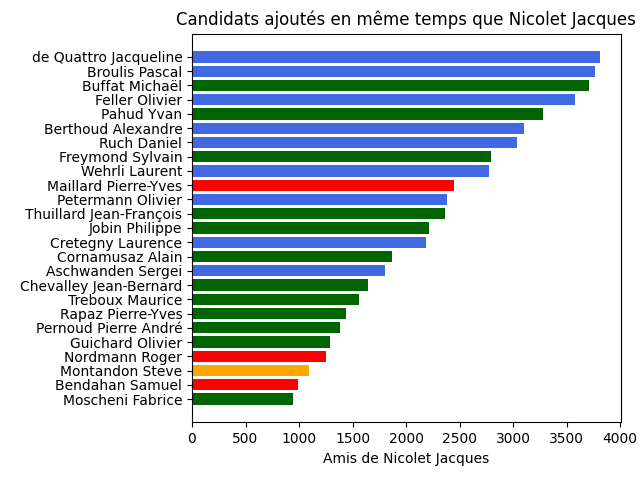 Candidats ajoutés en même temps que Nicolet Jacques
de Quattro Jacqueline
Broulis Pascal
Buffat Michaël
Feller Olivier
Pahud Yvan
Berthoud Alexandre
Ruch Daniel
Freymond Sylvain
Wehrli Laurent
Maillard Pierre-Yves
Petermann Olivier
Thuillard Jean-François
Jobin Philippe
Cretegny Laurence
Cornamusaz Alain
Aschwanden Sergei
Chevalley Jean-Bernard
Treboux Maurice
Rapaz Pierre-Yves
Pernoud Pierre André
Guichard Olivier
Nordmann Roger
Montandon Steve
Bendahan Samuel
Moscheni Fabrice
0 500 1000 1500 2000 2500 3000 3500 4000
Amis de Nicolet Jacques